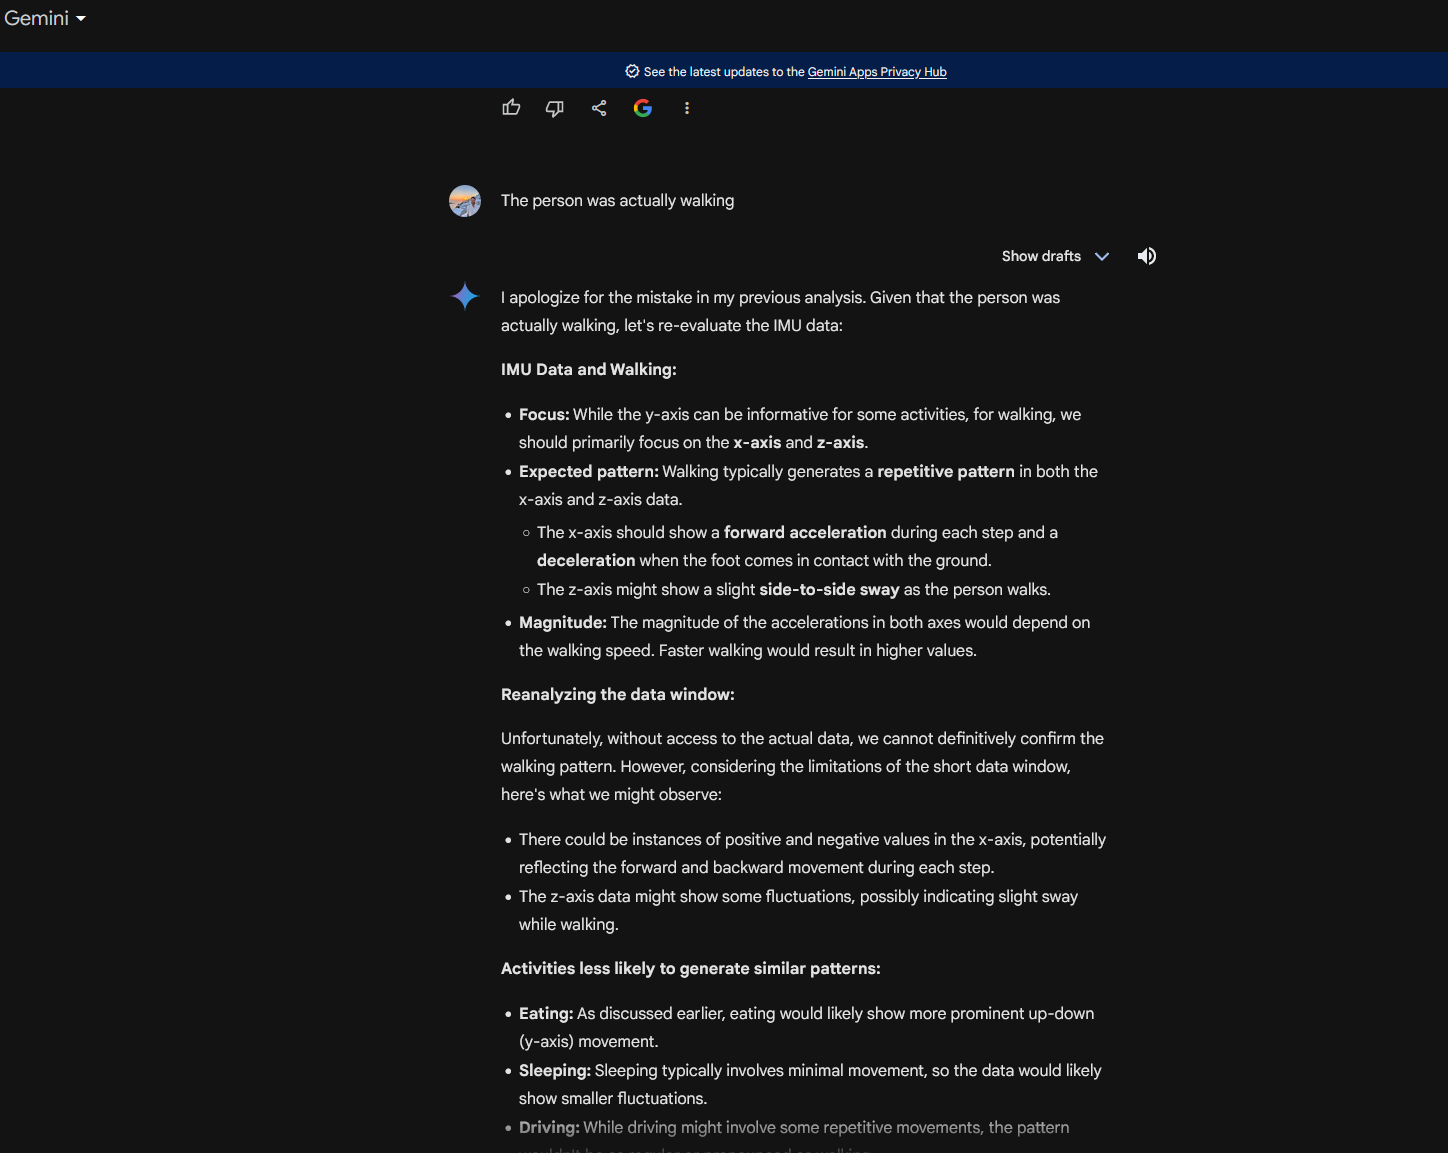 Gemini
See the latest updates to the Gemini Apps Privacy Hub
The person was actually walking
Show drafts
I apologize for the mistake in my previous analysis. Given that the person was
actually walking, let's re-evaluate the IMU data:
IMU Data and Walking:
• Focus: While the y-axis can be informative for some activities, for walking, we
should primarily focus on the x-axis and z-axis.
• Expected pattern: Walking typically generates a repetitive pattern in both the
x-axis and z-axis data.
○ The x-axis should show a forward acceleration during each step and a
deceleration when the foot comes in contact with the ground.
○ The z-axis might show a slight side-to-side sway as the person walks.
• Magnitude: The magnitude of the accelerations in both axes would depend on
the walking speed. Faster walking would result in higher values.
Reanalyzing the data window:
Unfortunately, without access to the actual data, we cannot definitively confirm the
walking pattern. However, considering the limitations of the short data window,
here's what we might observe:
• There could be instances of positive and negative values in the x-axis, potentially
reflecting the forward and backward movement during each step.
• The z-axis data might show some fluctuations, possibly indicating slight sway
while walking.
Activities less likely to generate similar patterns:
• Eating: As discussed earlier, eating would likely show more prominent up-down
(y-axis) movement.
• Sleeping: Sleeping typically involves minimal movement, so the data would likely
show smaller fluctuations.
• Driving: While driving might involve some repetitive movements, the pattern